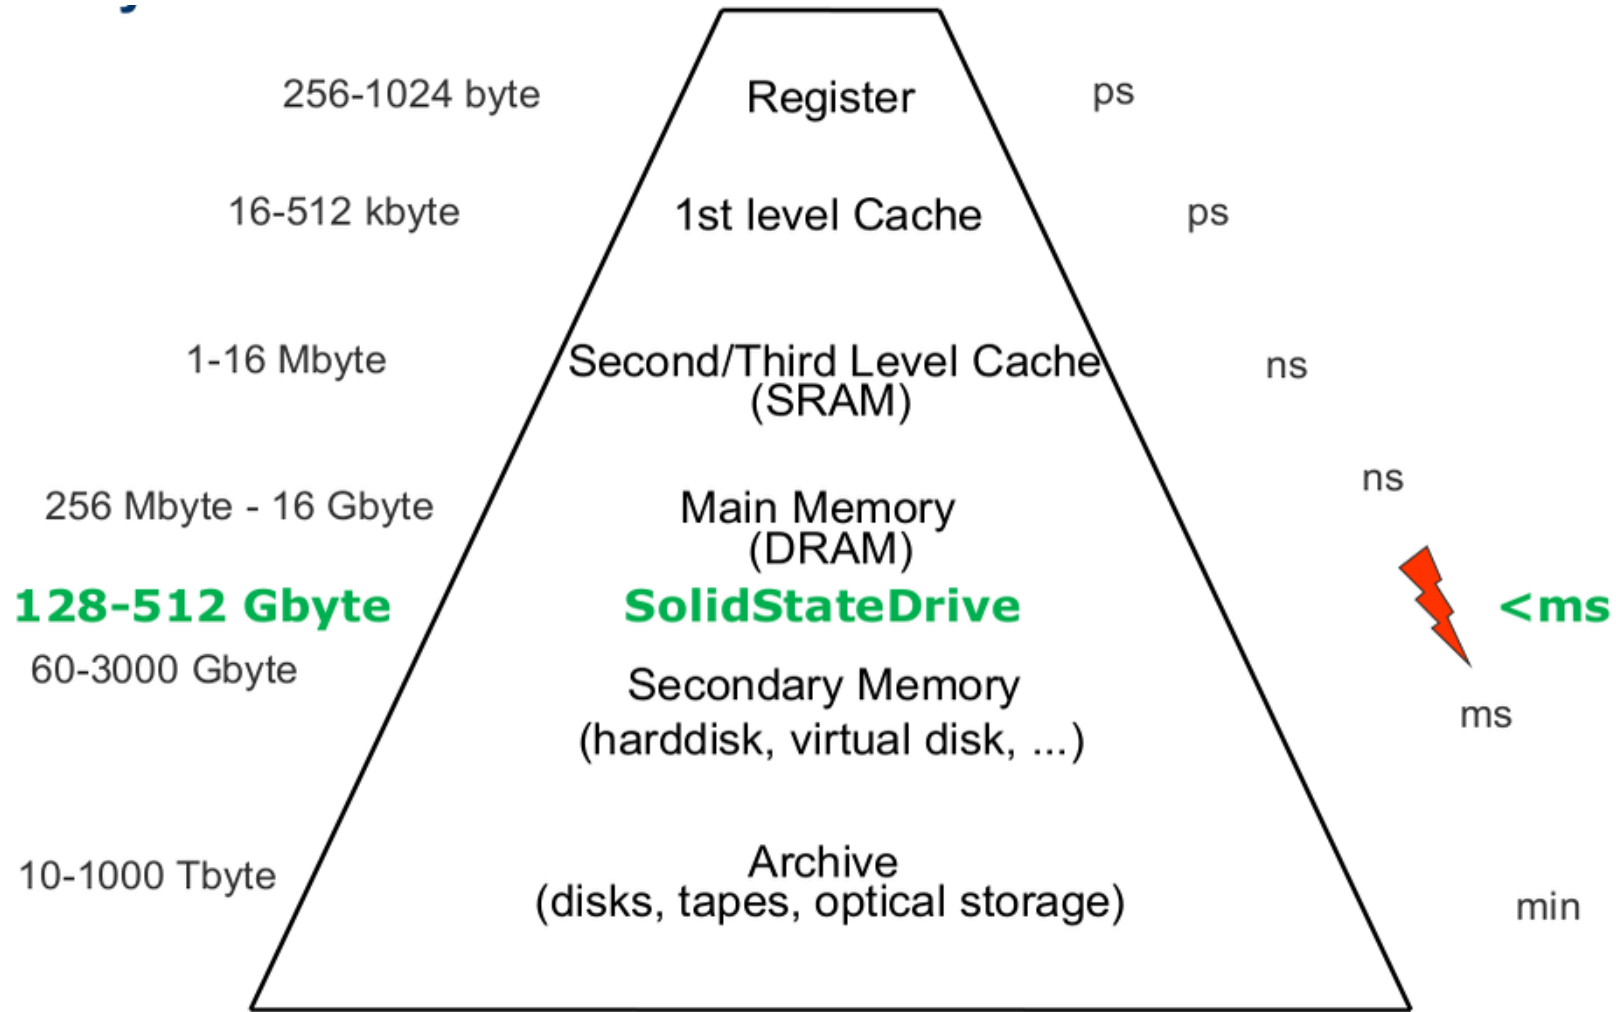 256-1024 byte Register ps
16-512 kbyte 1st level Cache ps
1-16 Mbyte Second/Third Level Cache ns
(SRAM)
ns
256 Mbyte - 16 Gbyte Main Memory
(DRAM)
128-512 Gbyte SolidStateDrive <ms
60-3000 Gbyte Secondary Memory
ms
(harddisk, virtual disk, ...)
Archive
10-1000 Tbyte
(disks, tapes, optical storage) min